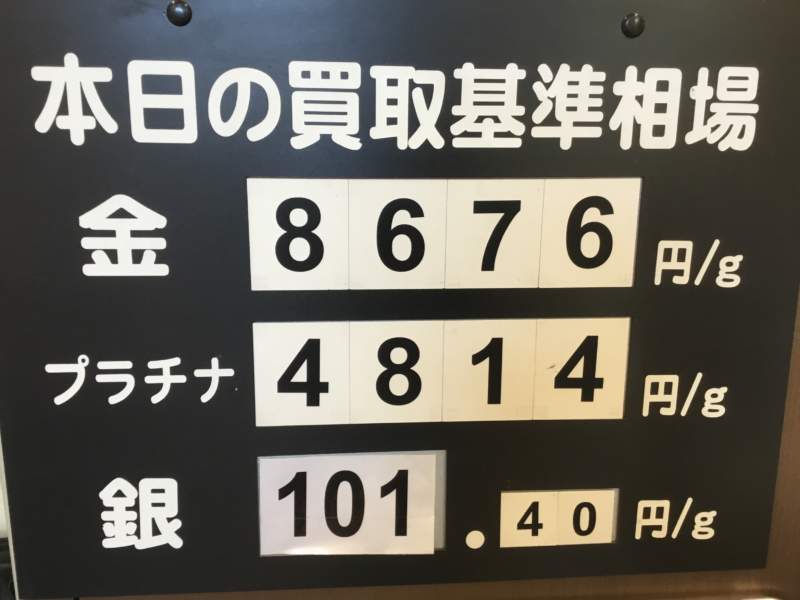 本日の買取基準相場
金 8676 円/g
プラチナ 4814 円/g
銀 101.40 円/g